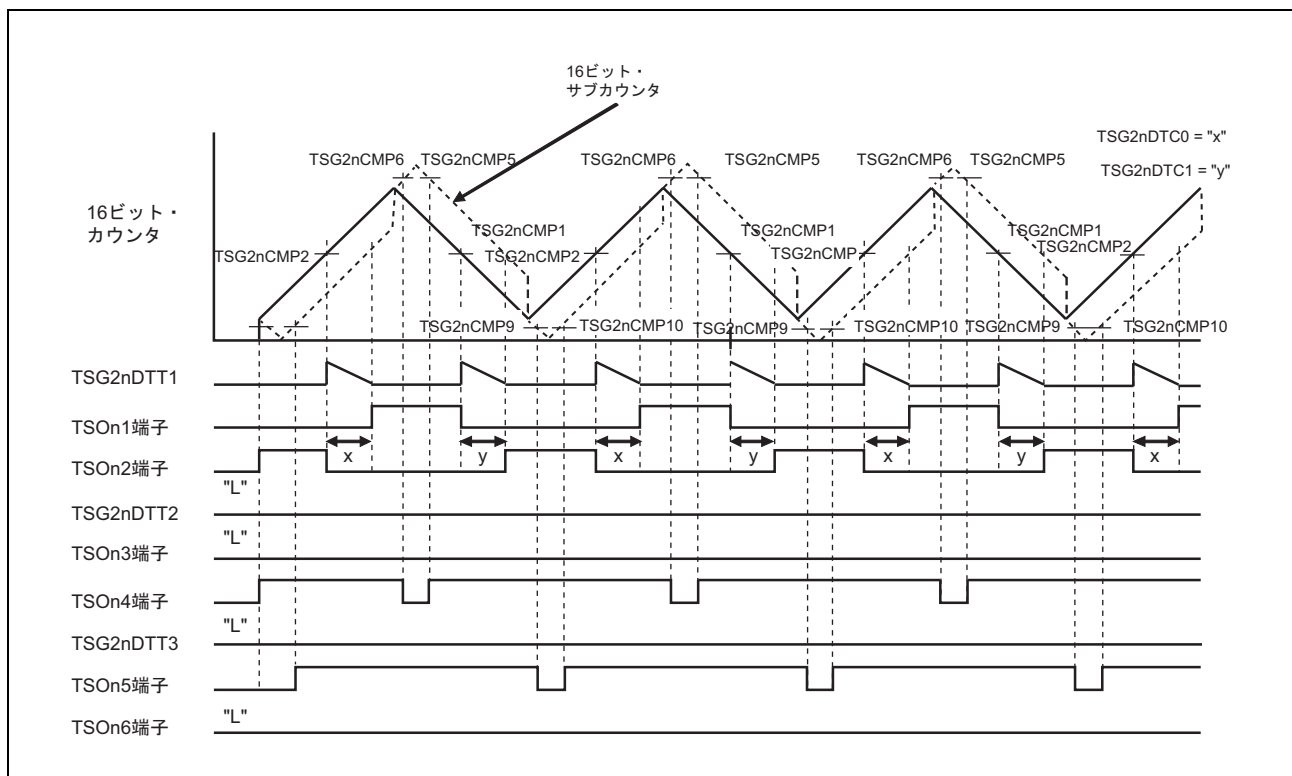 16ビット・
サブカウンタ
TSG2nDTC0 = "x"
TSG2nCMP6 TSG2nCMP5 TSG2nCMP6 TSG2nCMP5 TSG2nCMP6 TSG2nCMP5
TSG2nDTC1 = "y"
16ビット・
カウンタ
TSG2nCMP1 TSG2nCMP1 TSG2nCMP1
TSG2nCMP2 TSG2nCMP2 TSG2nCMP TSG2nCMP2
TSG2nCMP9 TSG2nCMP10 TSG2nCMP9 TSG2nCMP10 TSG2nCMP9 TSG2nCMP10
TSG2nDTT1
TSOn1端子
x y x y x y x
TSOn2端子
"L"
TSG2nDTT2
"L"
TSOn3端子
TSOn4端子
"L"
TSG2nDTT3
TSOn5端子
"L"
TSOn6端子